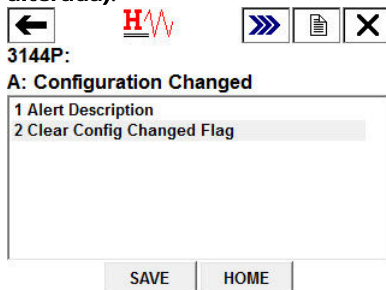 H
3144P:
A: Configuration Changed
1 Alert Description
2 Clear Config Changed Flag
SAVE HOME